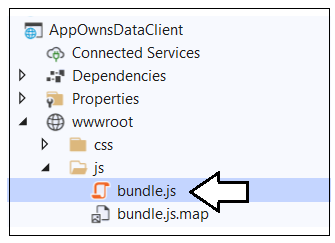 AppOwnsDataClient
Connected Services
Dependencies
Properties
wwwroot
css
js
bundle.js
bundle.js.map